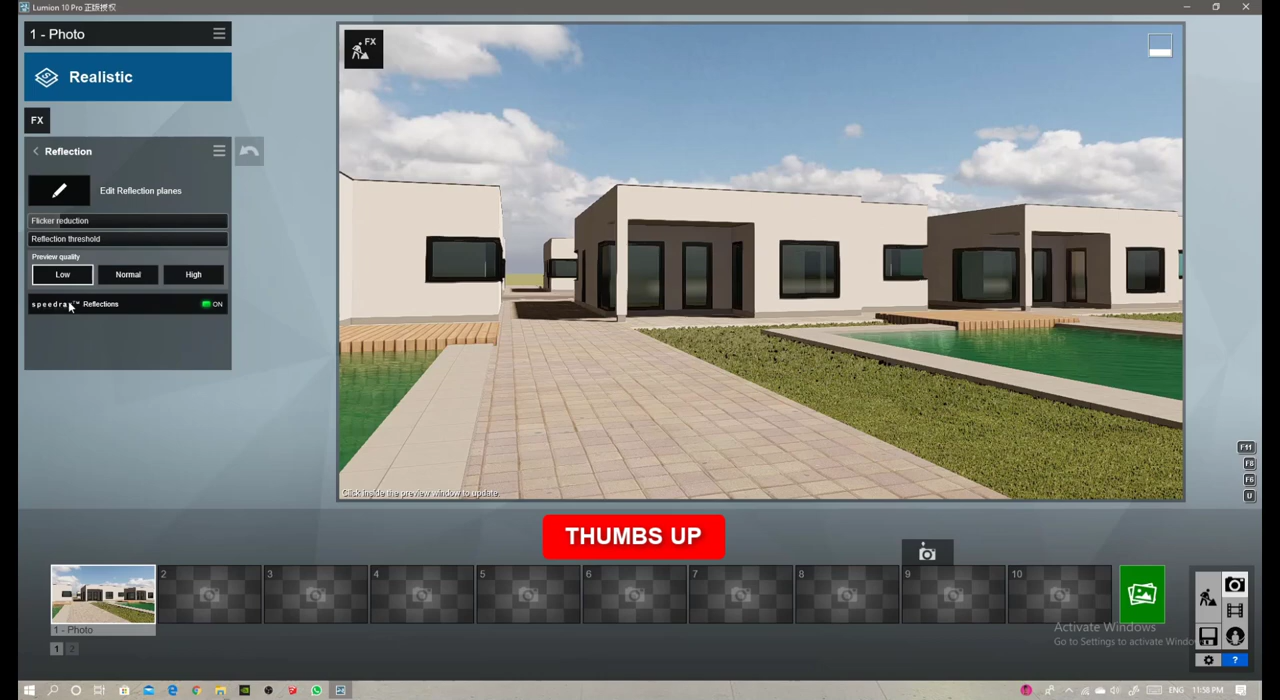 Lumion 10 Pro 正版授权
1 - Photo
Realistic
FX
Reflection
Edit Reflection planes
Flicker reduction
Reflection threshold
Preview quality
Low
Normal
High
speedray™ Reflections
ON
FX
Click inside the preview window to update.
F11
F8
F6
U
THUMBS UP
2
3
4
5
6
7
8
9
10
1 - Photo
1
2
Activate Windows
Go to Settings to activate Windows
?
ENG
11:58 PM